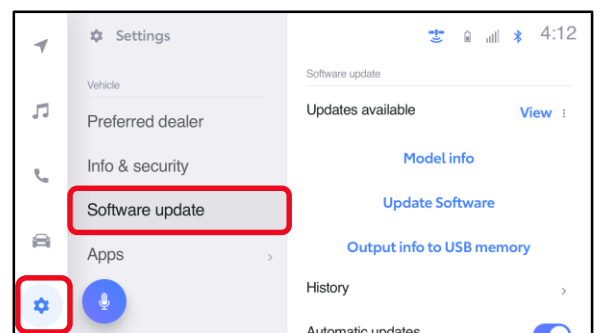 Settings
4:12
Vehicle
Preferred dealer
Info & security
Software update
Apps
Software update
Updates available
View
Model info
Update Software
Output info to USB memory
History
Automatic updates